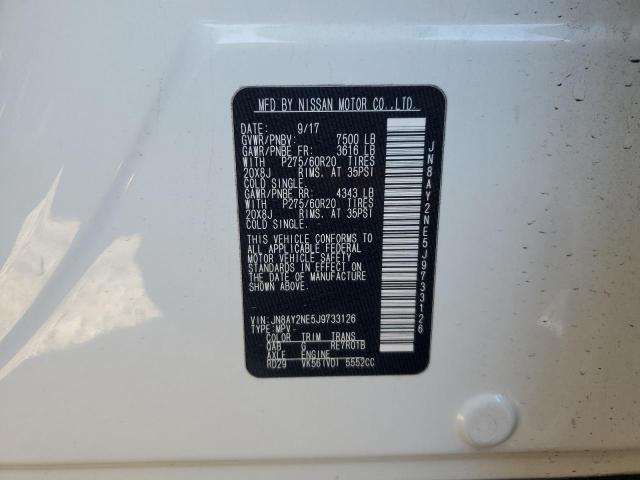 MFD BY NISSAN MOTOR CO.,LTD.
DATE: 9/17
GVWR/PNBV: 7500 LB
GAWR/PNBE FR: 3616 LB
WITH P275/60R20 TIRES
20X8J RIMS. AT 35PSI
COLD SINGLE.
GAWR/PNBE RR: 4343 LB
WITH P275/60R20 TIRES
20X8J RIMS. AT 35PSI
COLD SINGLE.
THIS VEHICLE CONFORMS TO
ALL APPLICABLE FEDERAL
MOTOR VEHICLE SAFETY
STANDARDS IN EFFECT ON
THE DATE OF MANUFACTURE
SHOWN ABOVE.
VIN: JN8AY2NE5J9733126
TYPE: MPV-
COLOR TRIM TRANS
QAB G RE7R01B
AXLE ENGINE
RD29 VK56[VD] 5552CC
JN8AY2NE5J9733126